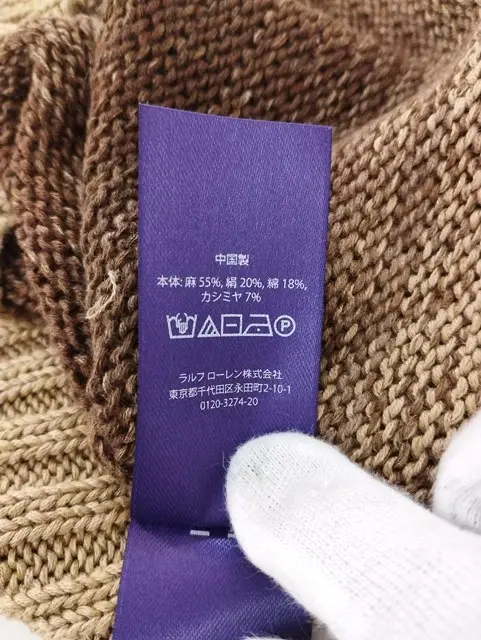 中国製
本体: 麻 55%, 絹 20%, 綿 18%,
カシミヤ 7%
P
ラルフ ローレン株式会社
東京都千代田区永田町2-10-1
0120-3274-20